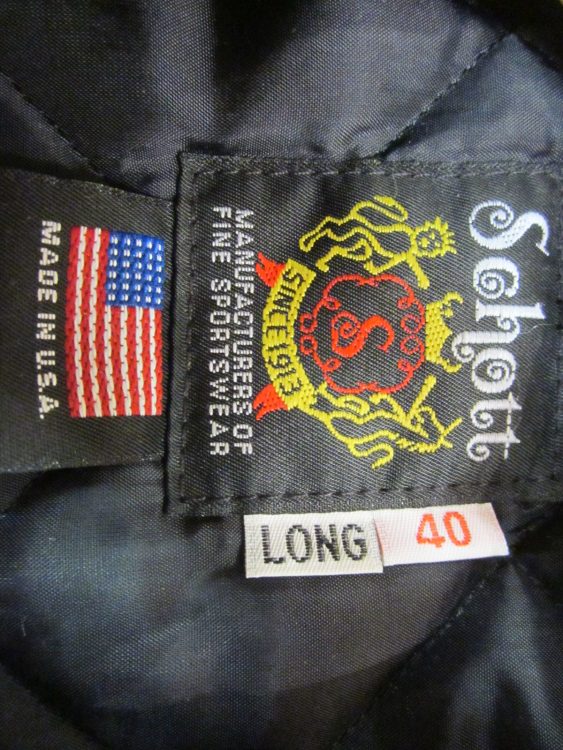 Schott
S
SINCE 1913
MANUFACTURERS OF
FINE SPORTSWEAR
MADE IN U.S.A.
LONG
40